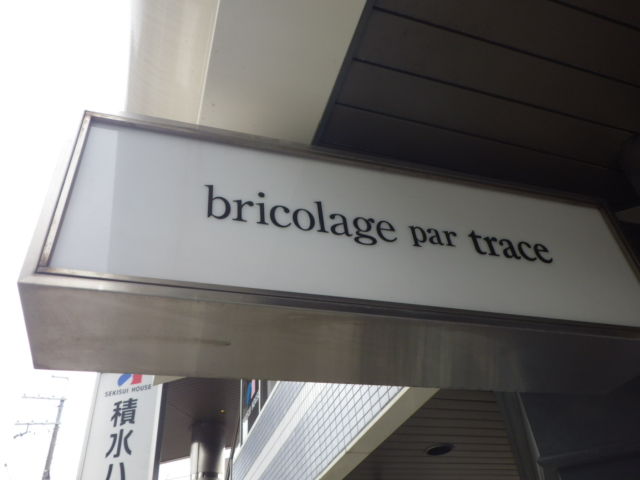 bricolage par trace
SEKISUI HOUSE
積水ハ